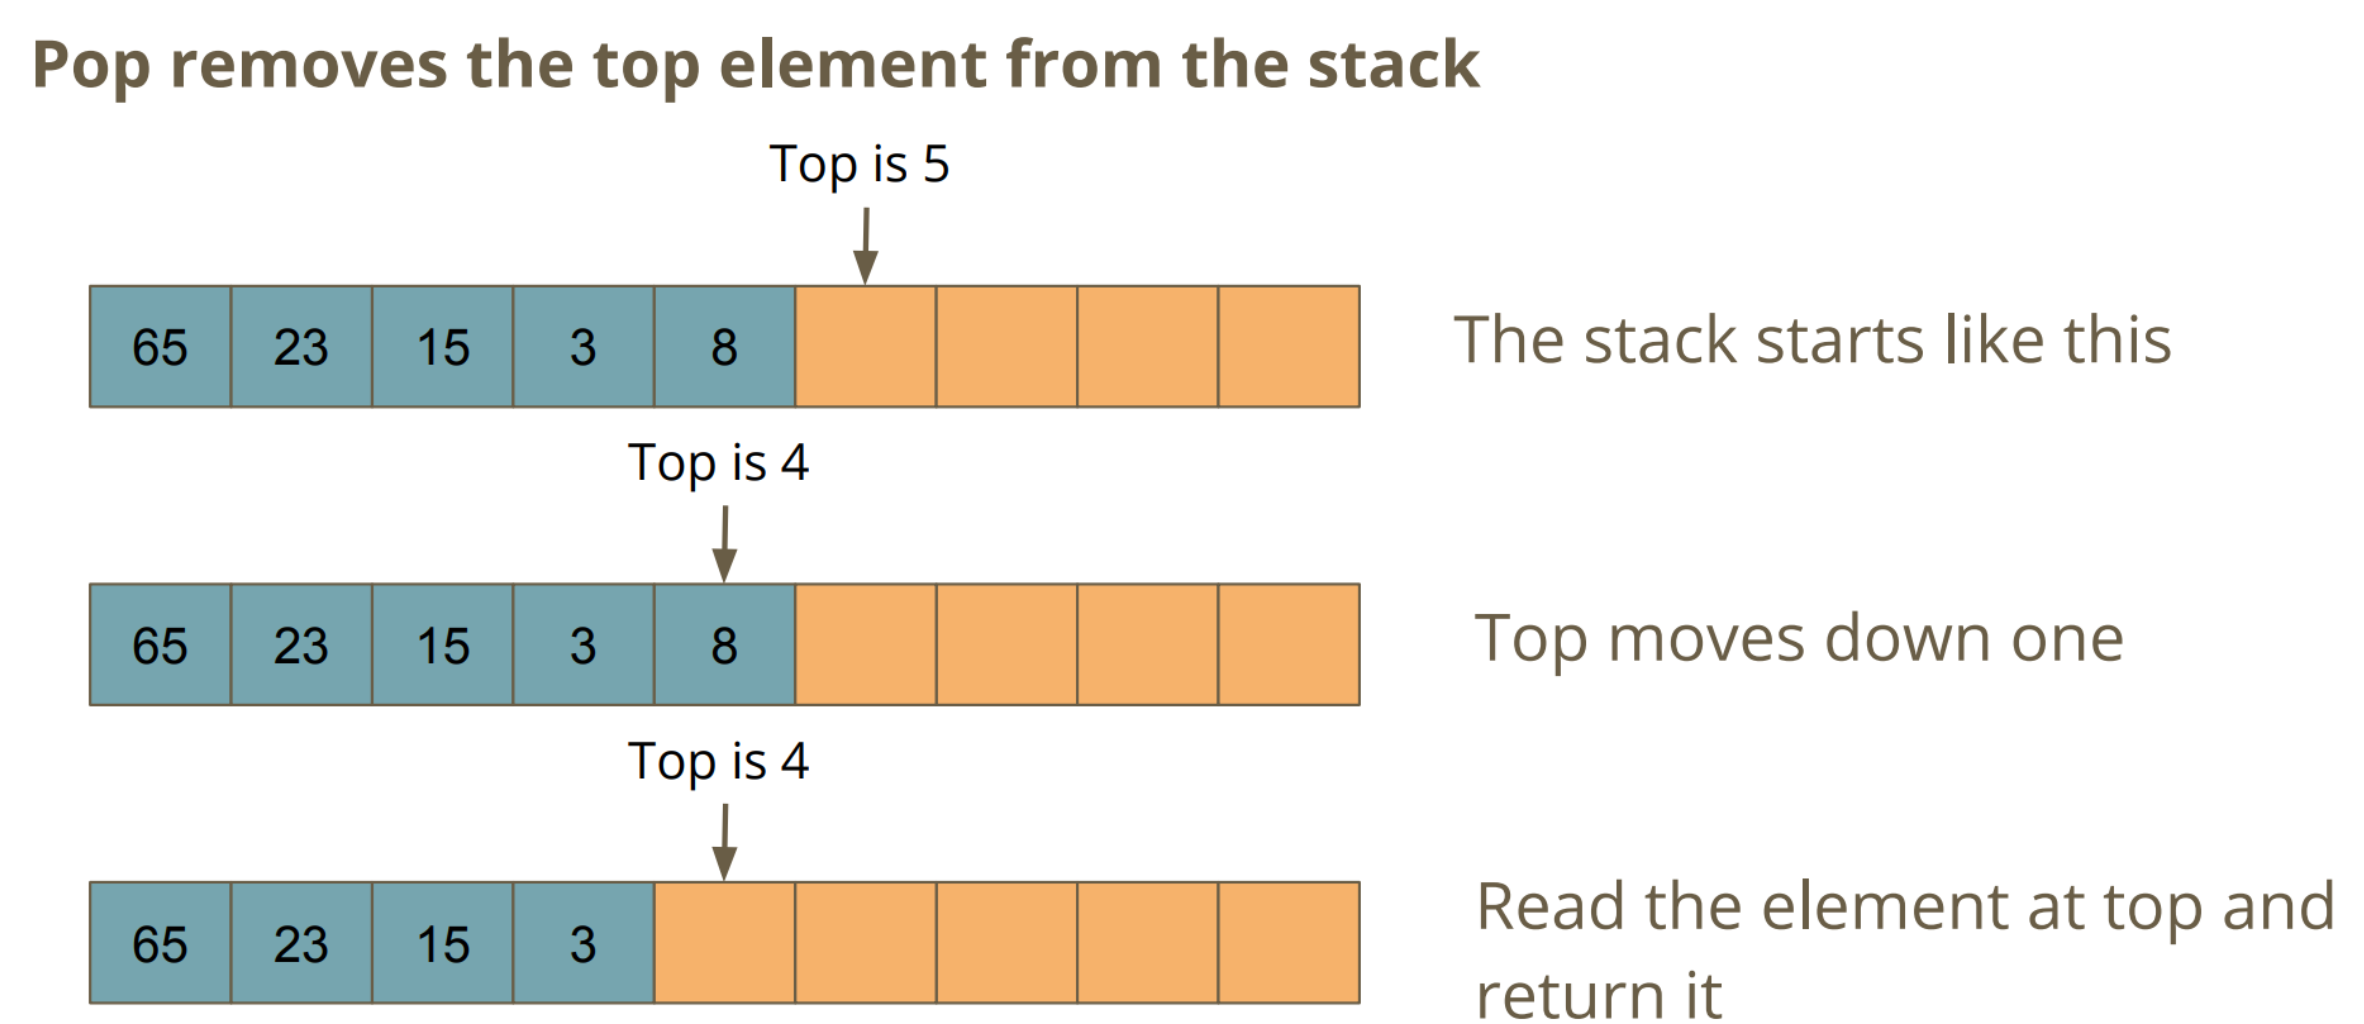 Pop removes the top element from the stack
Top is 5
65 23 15 3 8
The stack starts like this
Top is 4
65 23 15 3 8
Top moves down one
Top is 4
65 23 15 3
Read the element at top and
return it